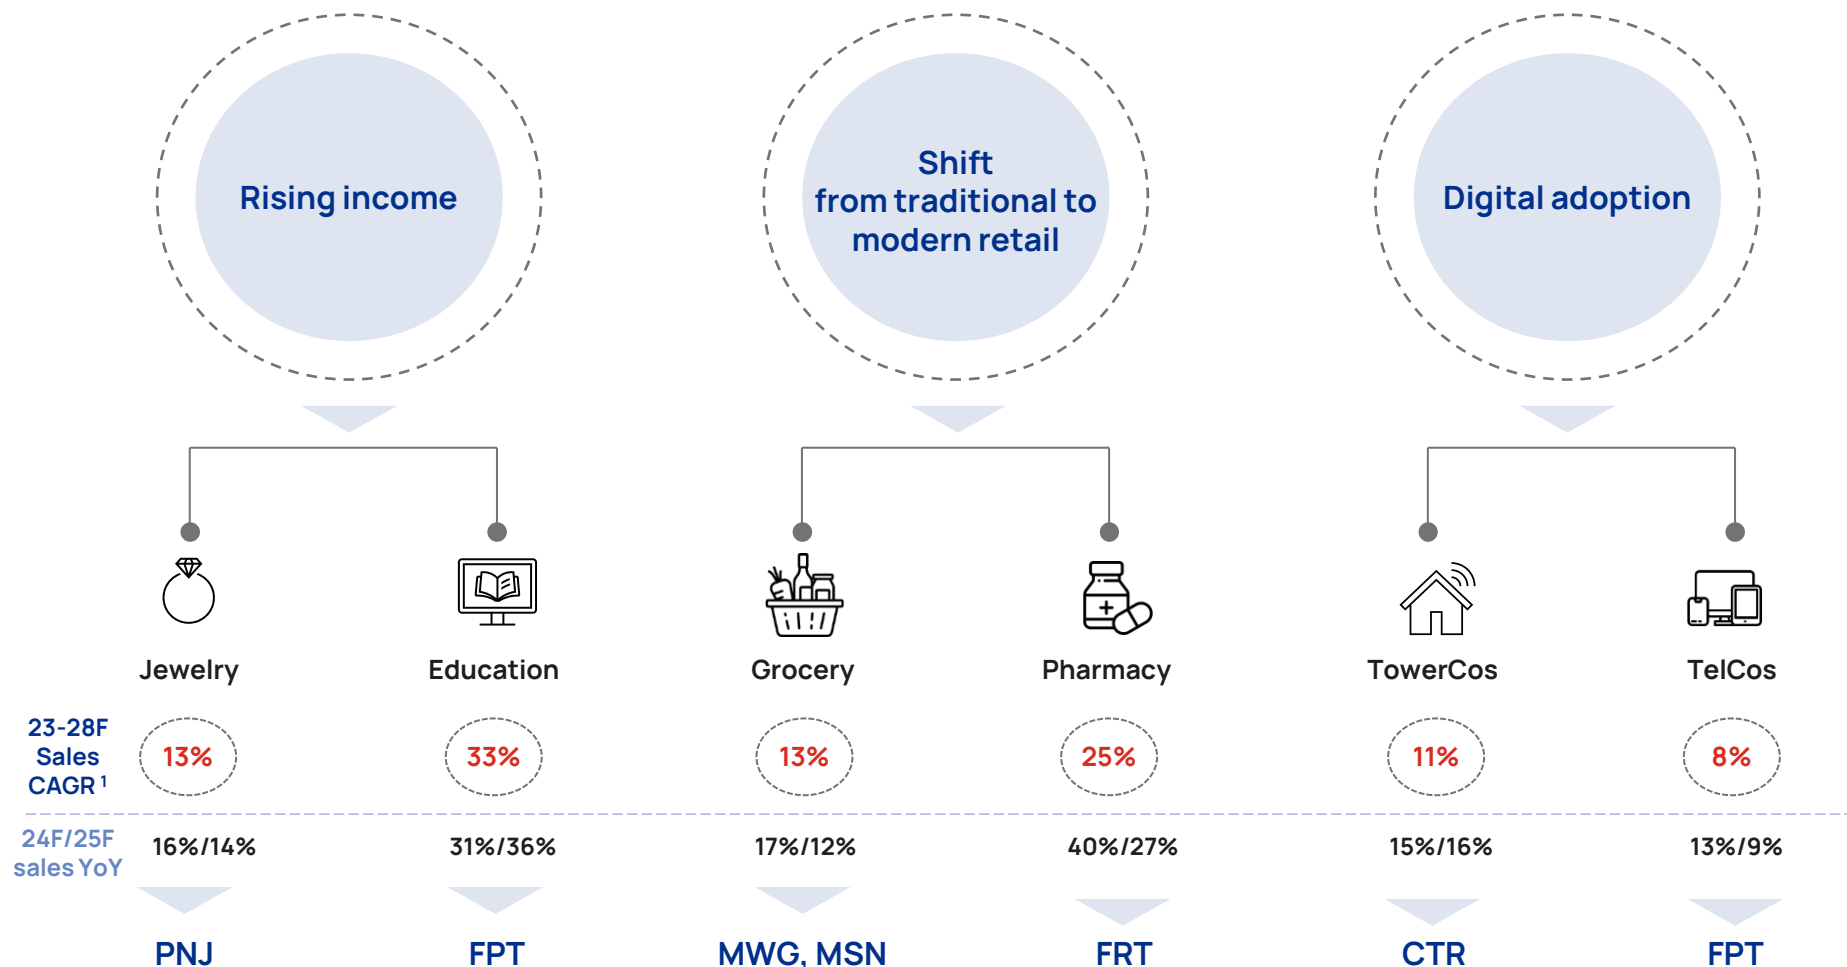 Rising income
Shift
from traditional to
modern retail
Digital adoption
Jewelry
Education
Grocery
Pharmacy
TowerCos
TelCos
23-28F
Sales
CAGR ¹
13%
33%
13%
25%
11%
8%
24F/25F
sales YoY
16%/14%
31%/36%
17%/12%
40%/27%
15%/16%
13%/9%
PNJ
FPT
MWG, MSN
FRT
CTR
FPT